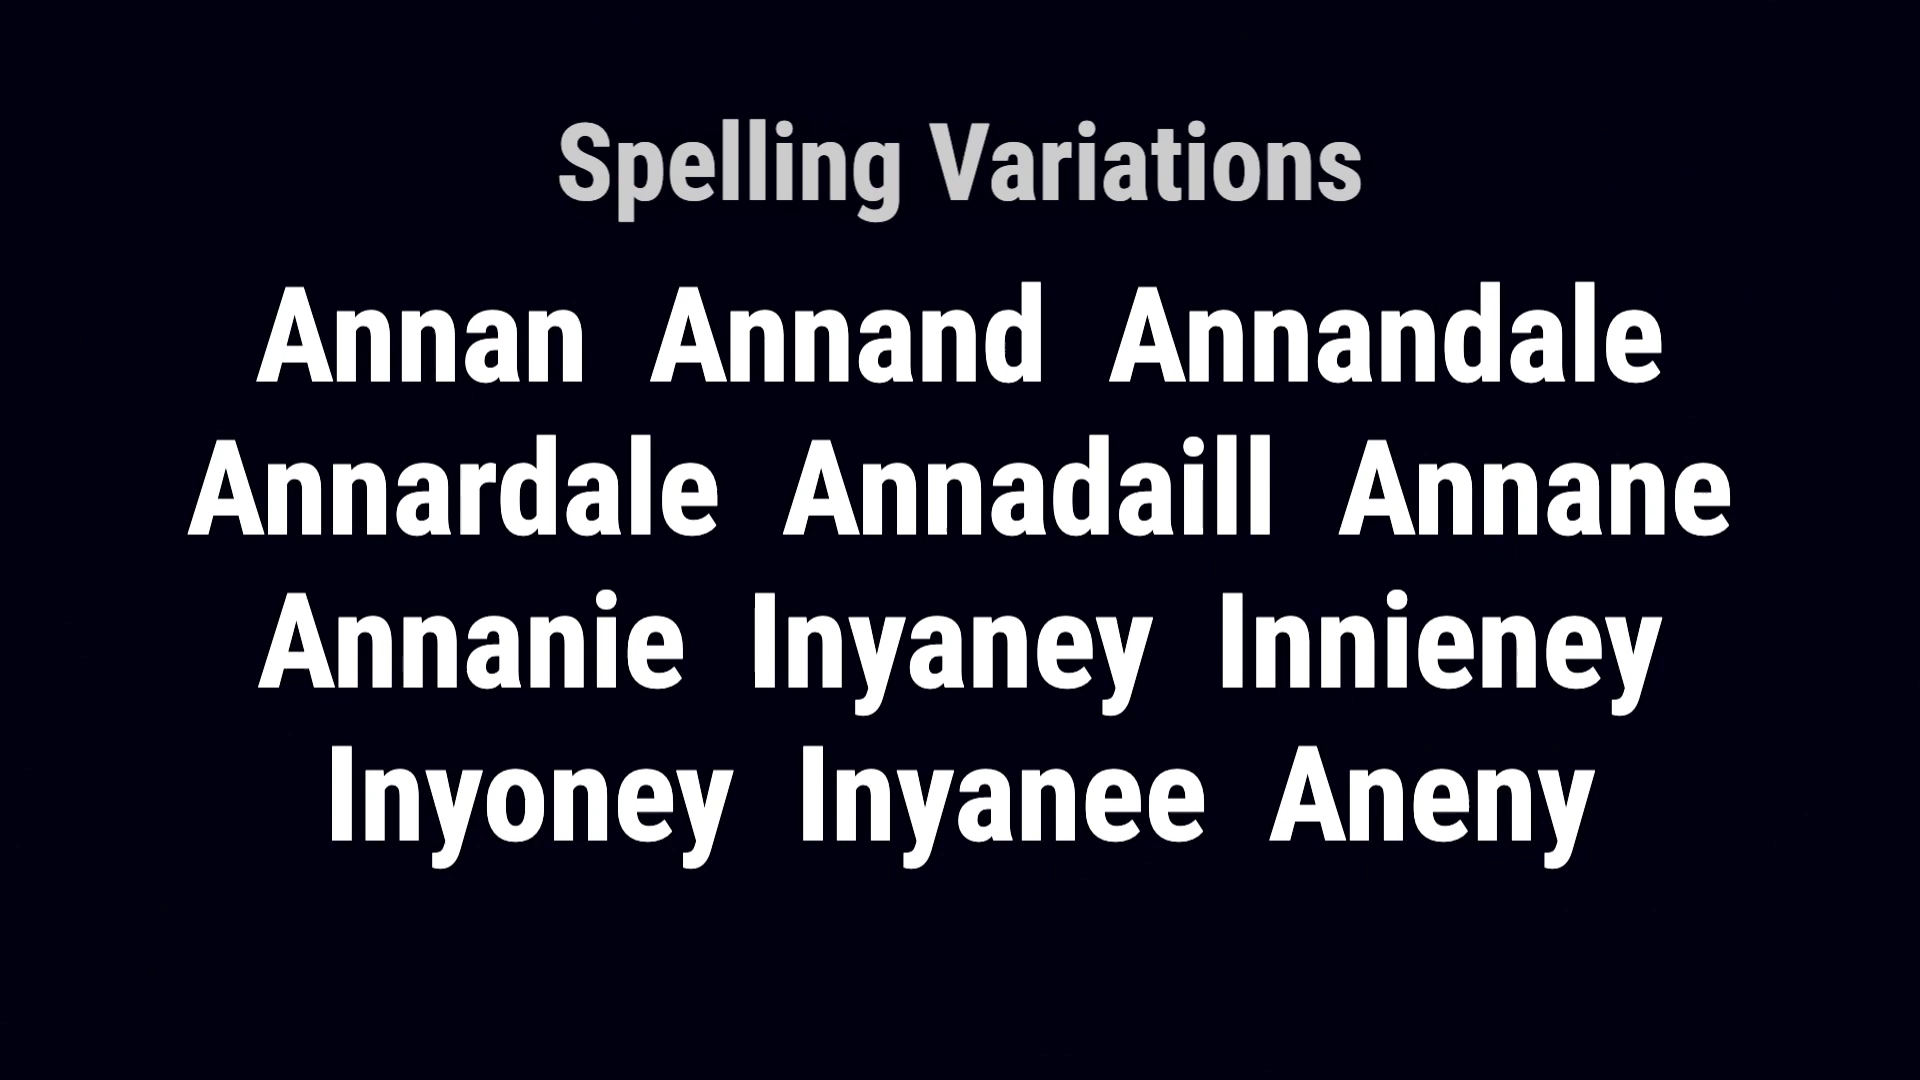 Spelling Variations
Annan Annand Annandale
Annardale Annadaill Annane
Annanie Inyaney Innieney
Inyoney Inyanee Aneny